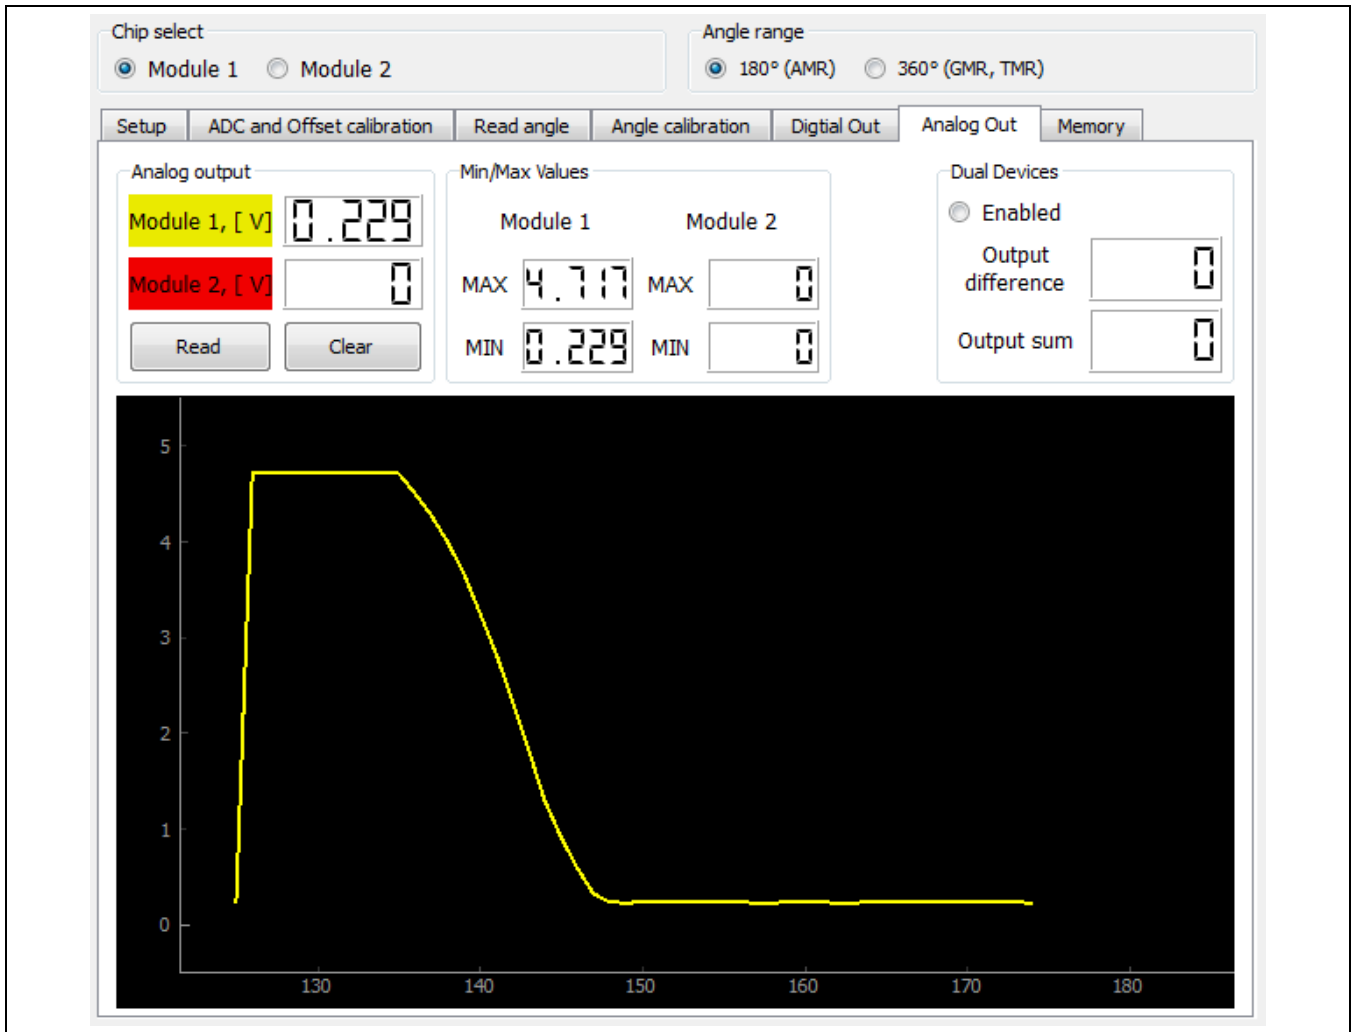 Chip select
Module 1 Module 2
Angle range
180° (AMR) 360° (GMR, TMR)
Setup ADC and Offset calibration Read angle Angle calibration Digtial Out Analog Out Memory
Analog output
Module 1, [ V] 0.229
Module 2, [ V] 0
Read Clear
Min/Max Values
Module 1 Module 2
MAX 4.717 MAX 0
MIN 0.229 MIN 0
Dual Devices
Enabled
Output
difference 0
Output sum 0
5
4
3
2
1
0
130 140 150 160 170 180